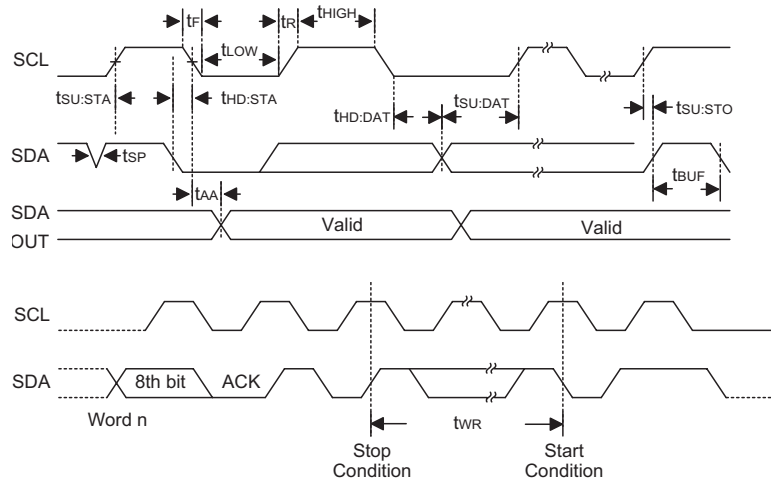 tF tR tHIGH
SCL tLOW
tSU:STA tHD:STA tHD:DAT tSU:DAT tSU:STO
SDA tSP tBUF
tAA
SDA
OUT Valid Valid
SCL
SDA 8th bit ACK
Word n tWR
Stop Start
Condition Condition